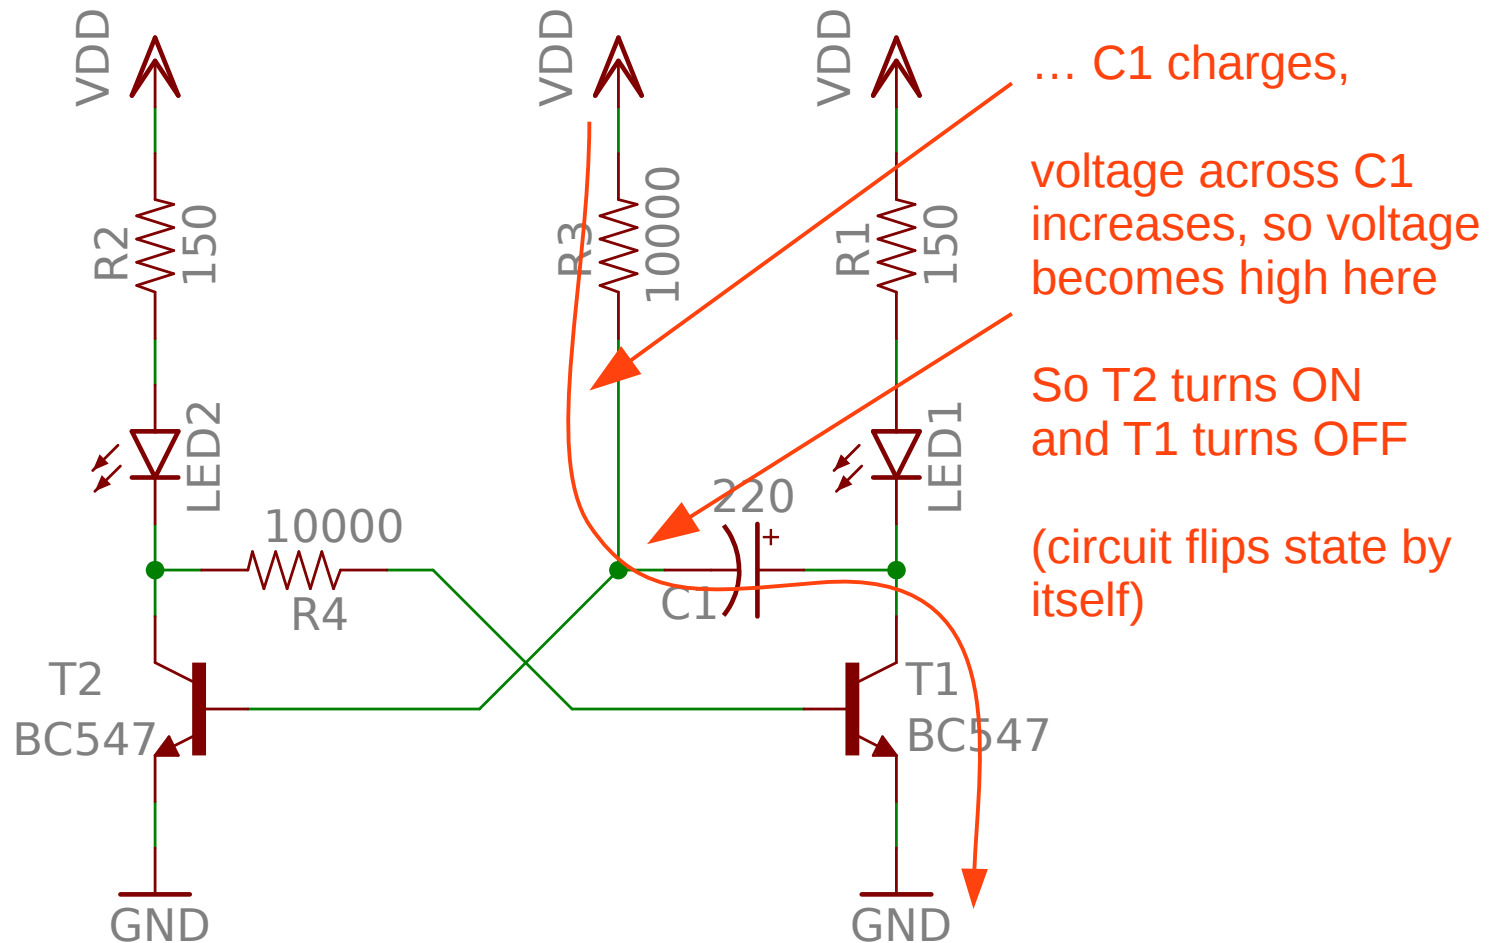 VDD
VDD
VDD
… C1 charges,
voltage across C1
increases, so voltage
becomes high here
R2
150
R3
10000
R1
150
So T2 turns ON
and T1 turns OFF
LED2
220
+
LED1
10000
(circuit flips state by
itself)
R4
C1
T2
BC547
T1
BC547
GND
GND